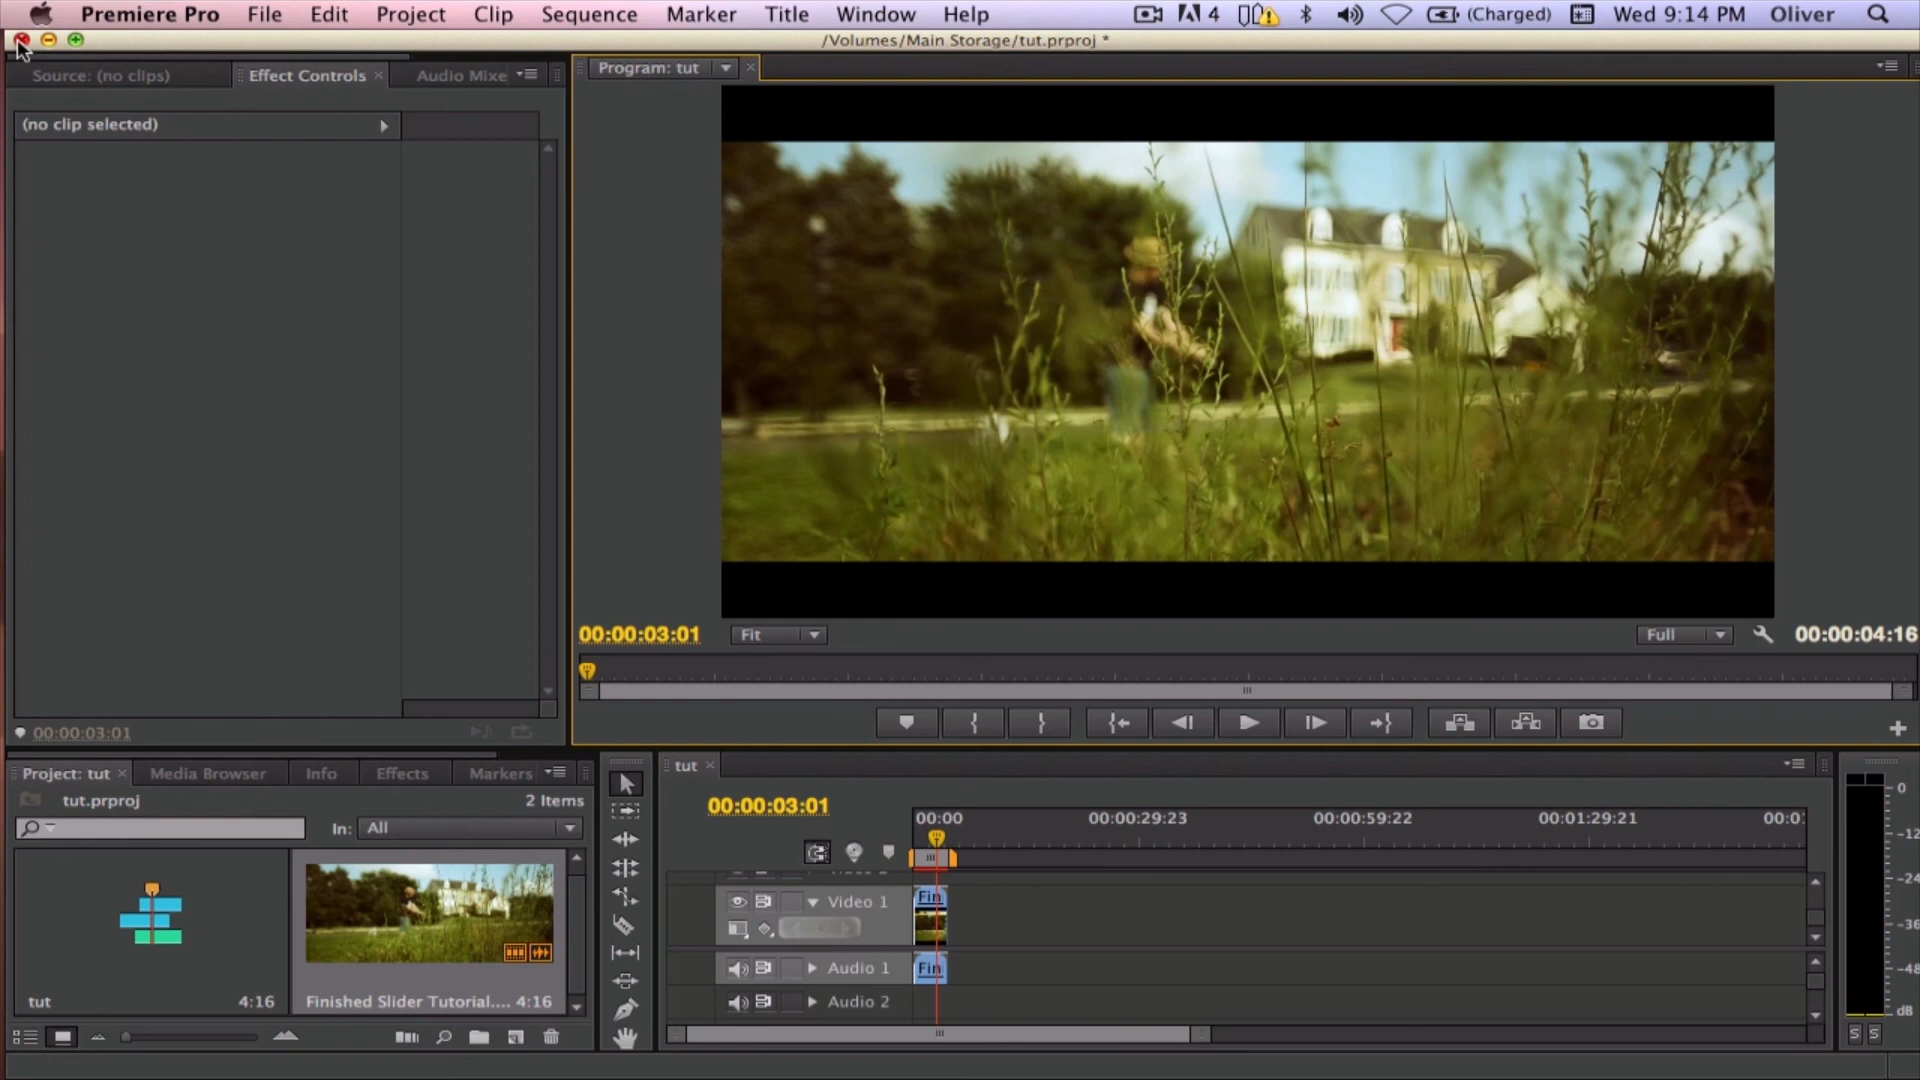 Premiere Pro File Edit Project Clip Sequence Marker Title Window Help 4 (Charged) Wed 9:14 PM Oliver
/Volumes/Main Storage/tut.prproj *
Source: (no clips) Effect Controls Audio Mixe
Program: tut
(no clip selected)
00:00:03:01 Fit Full 00:00:04:16
00:00:03:01
Project: tut Media Browser Info Effects Markers
tut.prproj 2 Items
In: All
tut 4:16
Finished Slider Tutorial.... 4:16
tut
00:00:03:01
00:00 00:00:29:23 00:00:59:22 00:01:29:21 00:0
Video 1 Fin
Audio 1 Fin
Audio 2
0
-12
-24
-36
-48
dB
S S